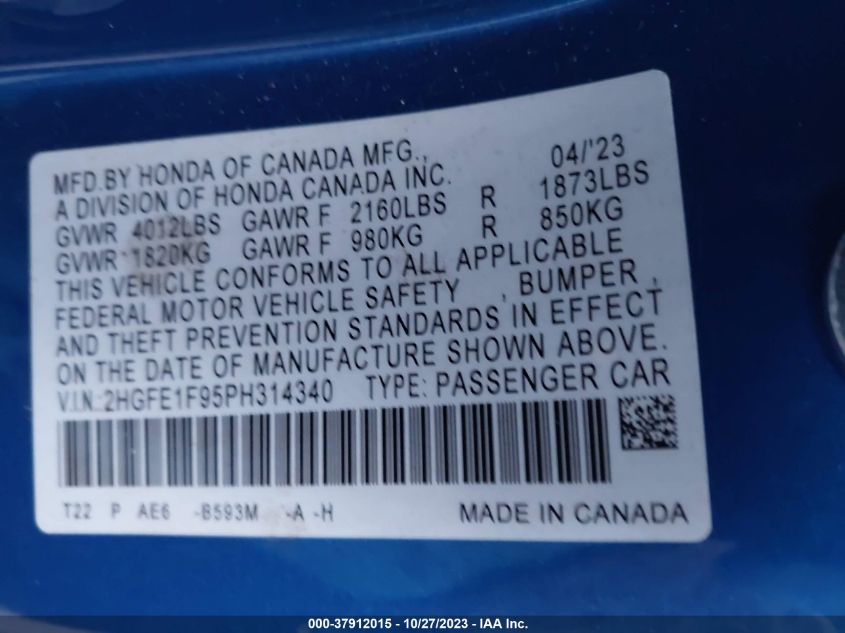 MFD.BY HONDA OF CANADA MFG., 04/'23
A DIVISION OF HONDA CANADA INC.
GVWR 4012LBS GAWR F 2160LBS R 1873LBS
GVWR 1820KG GAWR F 980KG R 850KG
THIS VEHICLE CONFORMS TO ALL APPLICABLE
FEDERAL MOTOR VEHICLE SAFETY , BUMPER ,
AND THEFT PREVENTION STANDARDS IN EFFECT
ON THE DATE OF MANUFACTURE SHOWN ABOVE.
V.I.N.:2HGFE1F95PH314340 TYPE: PASSENGER CAR
T22 P AE6 -B593M -A -H MADE IN CANADA
000-37912015 - 10/27/2023 - IAA Inc.